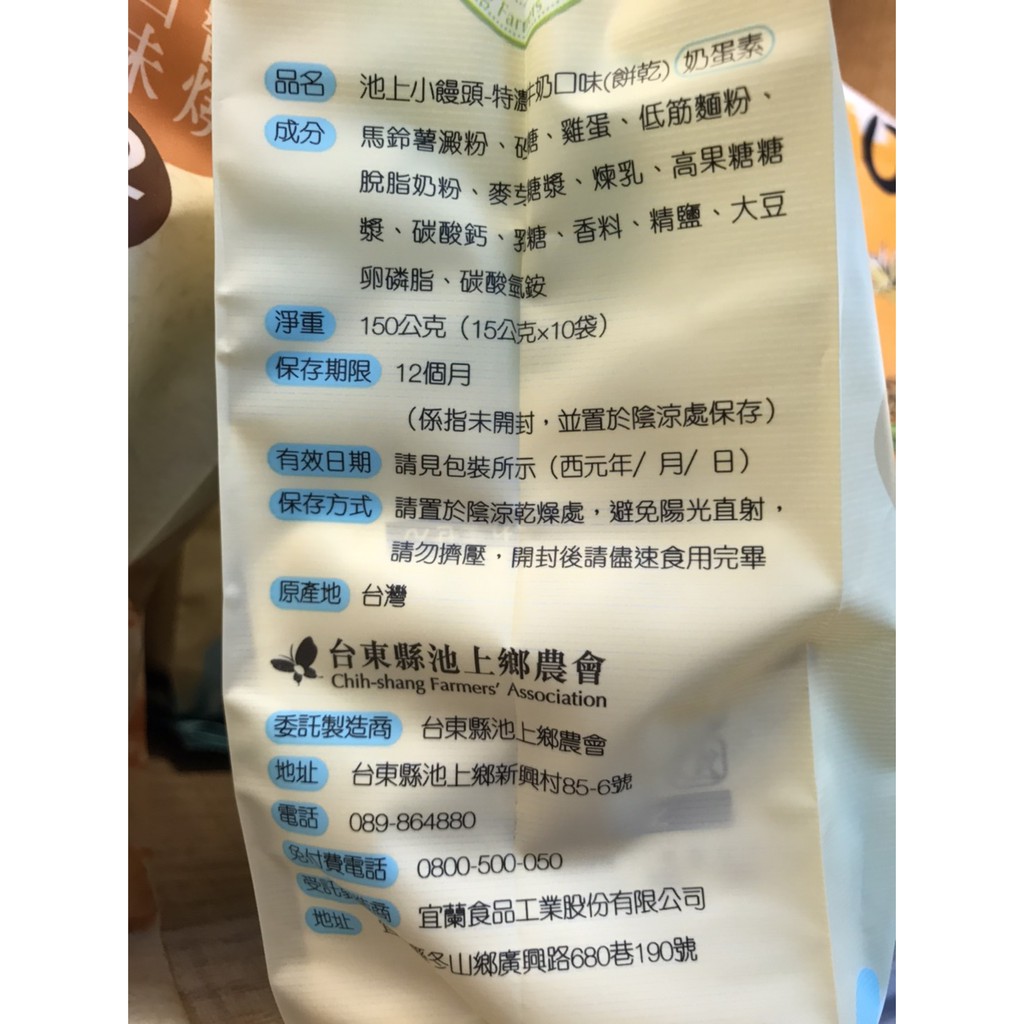 Farmers
品名 池上小饅頭-特濃牛奶口味(餅乾) 奶蛋素
成分 馬鈴薯澱粉、砂糖、雞蛋、低筋麵粉、
脫脂奶粉、麥芽糖漿、煉乳、高果糖糖
漿、碳酸鈣、乳糖、香料、精鹽、大豆
卵磷脂、碳酸氫銨
淨重 150公克（15公克×10袋）
保存期限 12個月
（係指未開封，並置於陰涼處保存）
有效日期 請見包裝所示（西元年/ 月/ 日）
保存方式 請置於陰涼乾燥處，避免陽光直射，
請勿擠壓，開封後請儘速食用完畢
原產地 台灣
台東縣池上鄉農會
Chih-shang Farmers' Association
委託製造商 台東縣池上鄉農會
地址 台東縣池上鄉新興村85-6號
電話 089-864880
免付費電話 0800-500-050
受託製造商 宜蘭食品工業股份有限公司
地址 冬山鄉廣興路680巷190號